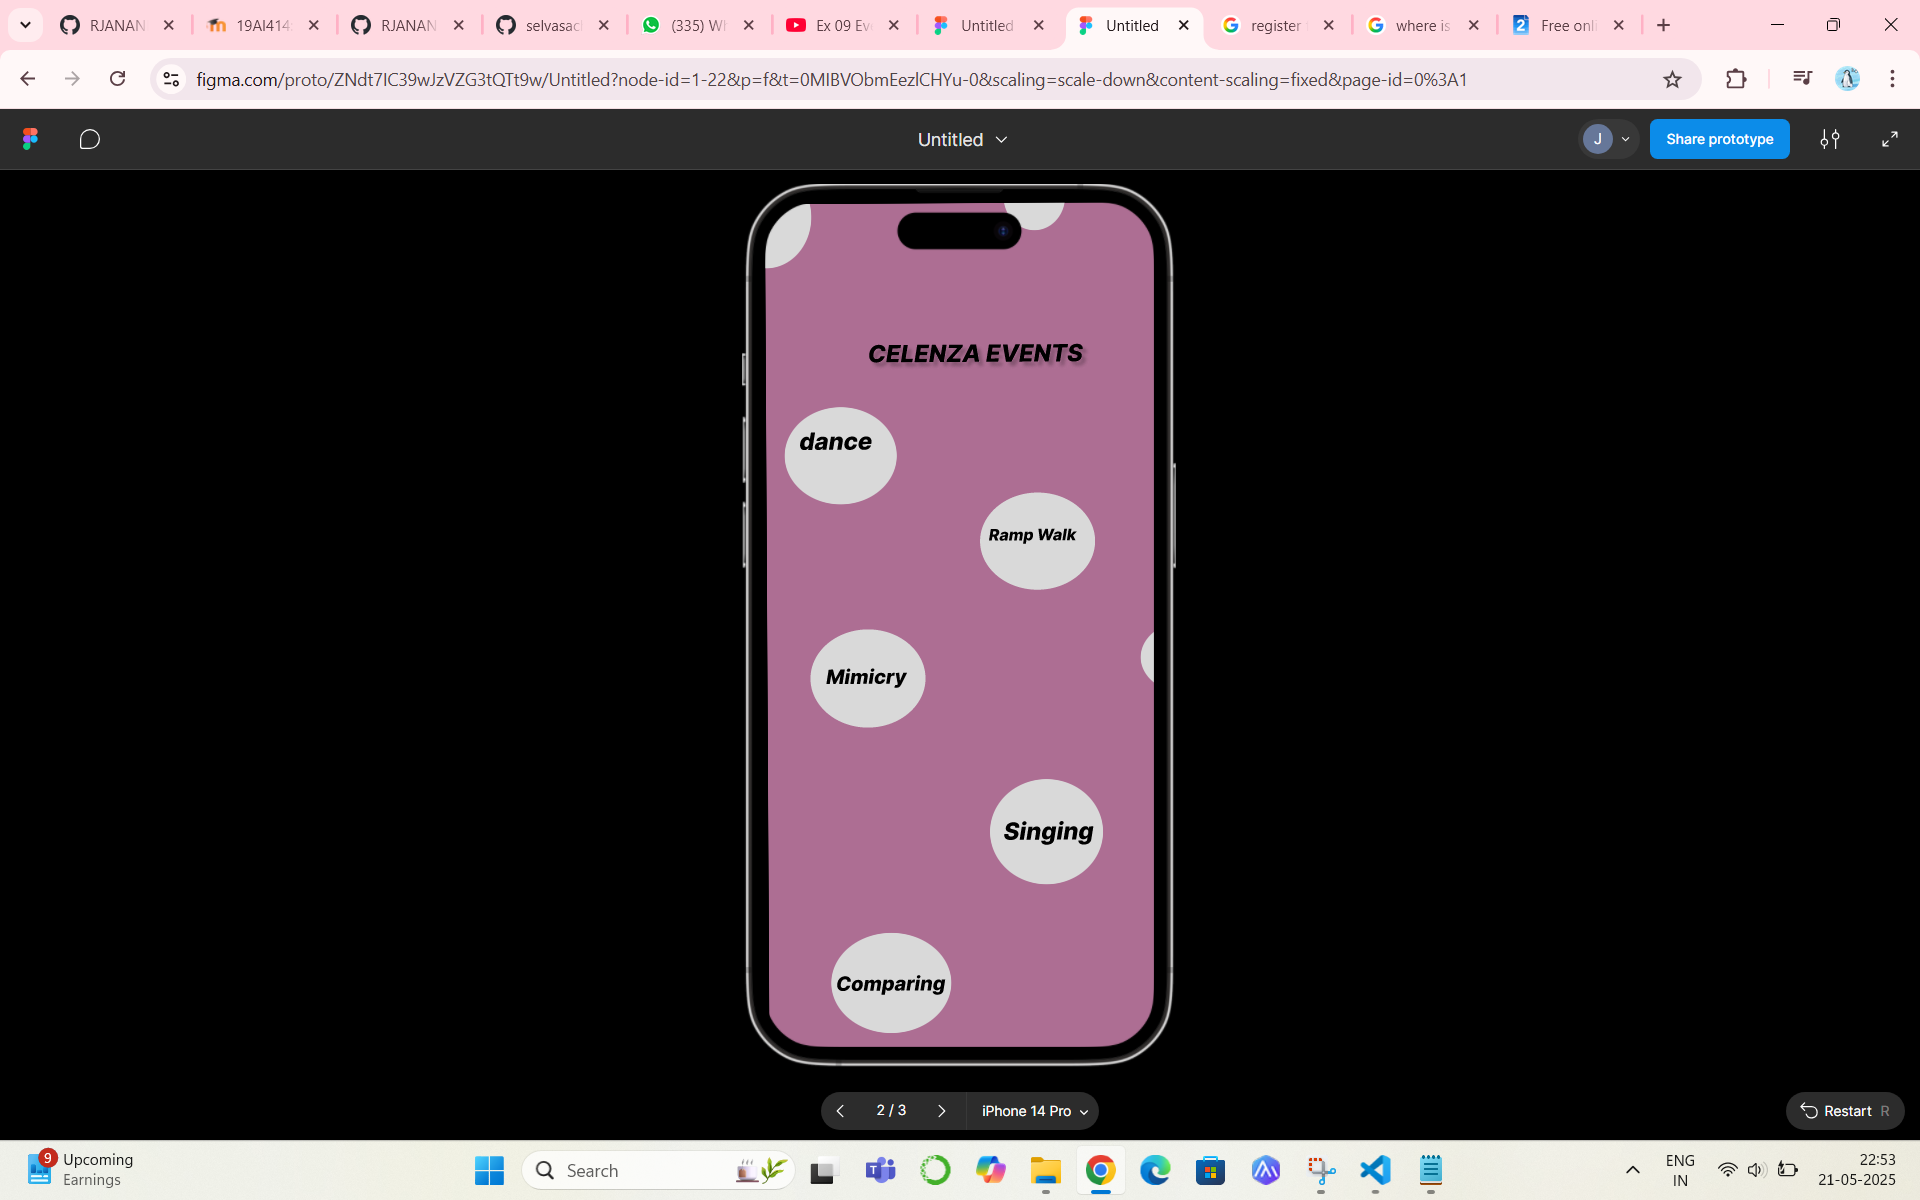 RJANAN
19AI414
RJANAN
selvasac
(335) Wh
Ex 09 Eve
Untitled
Untitled
register
where is
Free onl
figma.com/proto/ZNdt7IC39wJzVZG3tQTt9w/Untitled?node-id=1-22&p=f&t=0MIBVObmEezlCHYu-0&scaling=scale-down&content-scaling=fixed&page-id=0%3A1
Untitled
J
Share prototype
CELENZA EVENTS
dance
Ramp Walk
Mimicry
Singing
Comparing
2 / 3
iPhone 14 Pro
Restart R
9
Upcoming
Earnings
Search
ENG
IN
22:53
21-05-2025